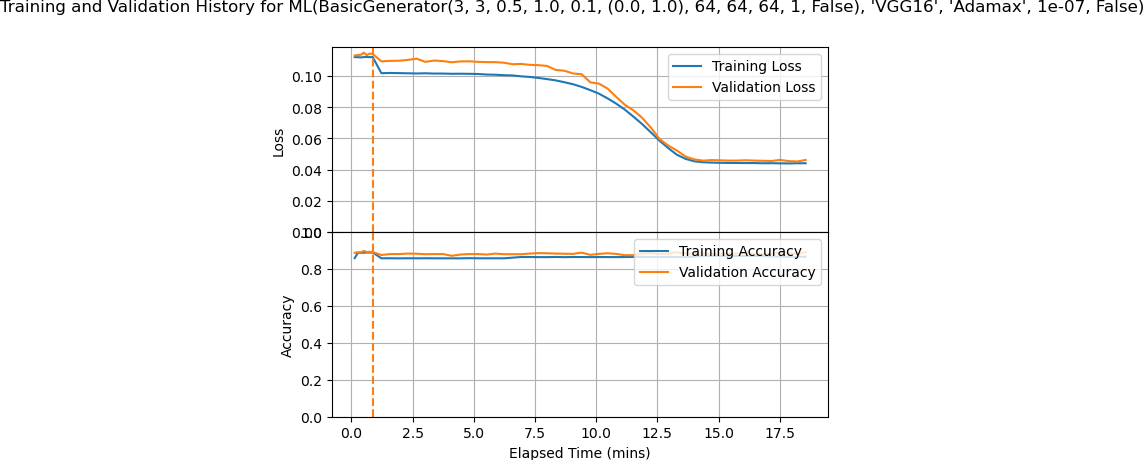 Training and Validation History for ML(BasicGenerator(3, 3, 0.5, 1.0, 0.1, (0.0, 1.0), 64, 64, 64, 1, False), 'VGG16', 'Adamax', 1e-07, False)
Training Loss
Validation Loss
0.10
0.08
0.06
0.04
0.02
0.00
Loss
Training Accuracy
Validation Accuracy
1.0
0.8
0.6
0.4
0.2
0.0
Accuracy
0.0 2.5 5.0 7.5 10.0 12.5 15.0 17.5
Elapsed Time (mins)